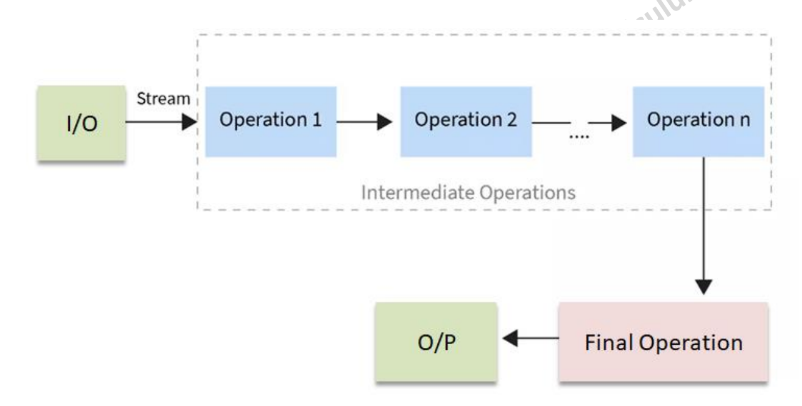 I/O
Stream
Operation 1
Operation 2
....
Operation n
Intermediate Operations
O/P
Final Operation